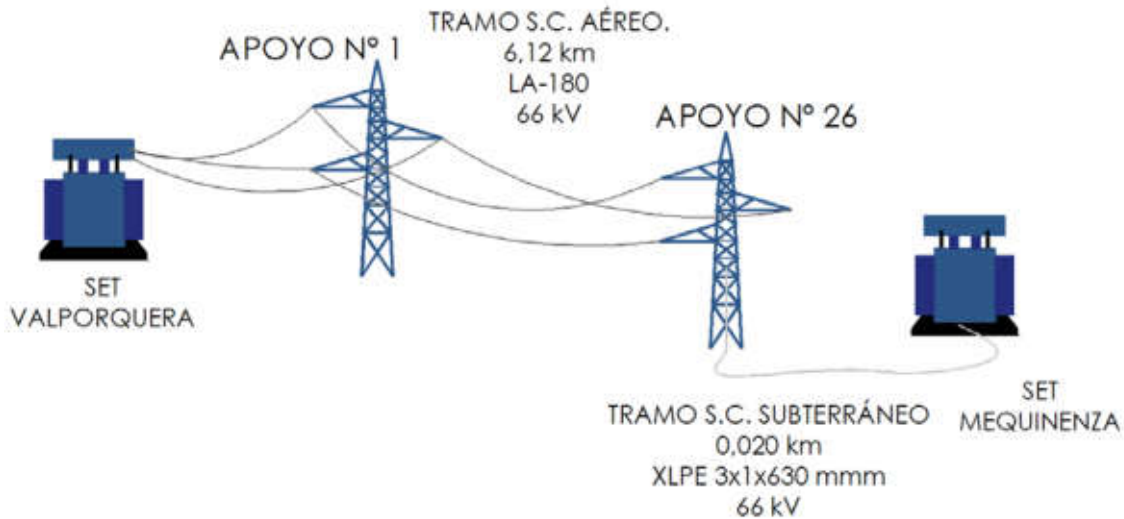 TRAMO S.C. AÉREO.
6,12 km
LA-180
66 kV
APOYO Nº 1
APOYO Nº 26
SET
VALPORQUERA
SET
MEQUINENZA
TRAMO S.C. SUBTERRÁNEO
0,020 km
XLPE 3x1x630 mmm
66 kV